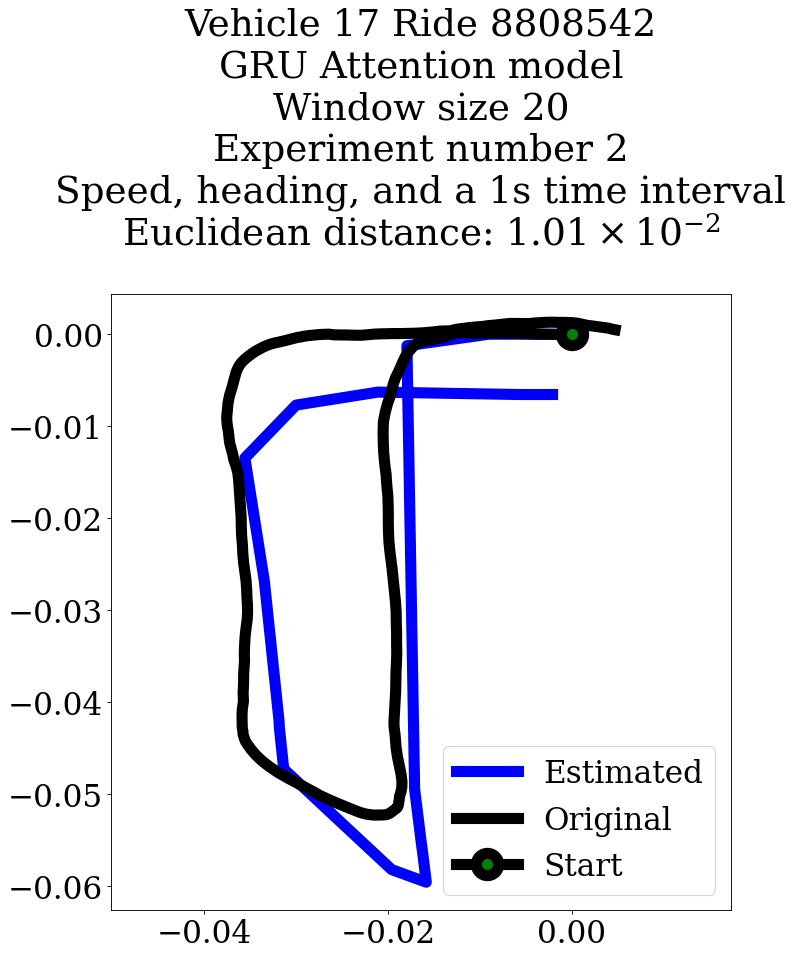 Vehicle 17 Ride 8808542
GRU Attention model
Window size 20
Experiment number 2
Speed, heading, and a 1s time interval
Euclidean distance: 1.01 × 10⁻²
0.00
−0.01
−0.02
−0.03
−0.04
−0.05
−0.06
Estimated
Original
Start
−0.04
−0.02
0.00